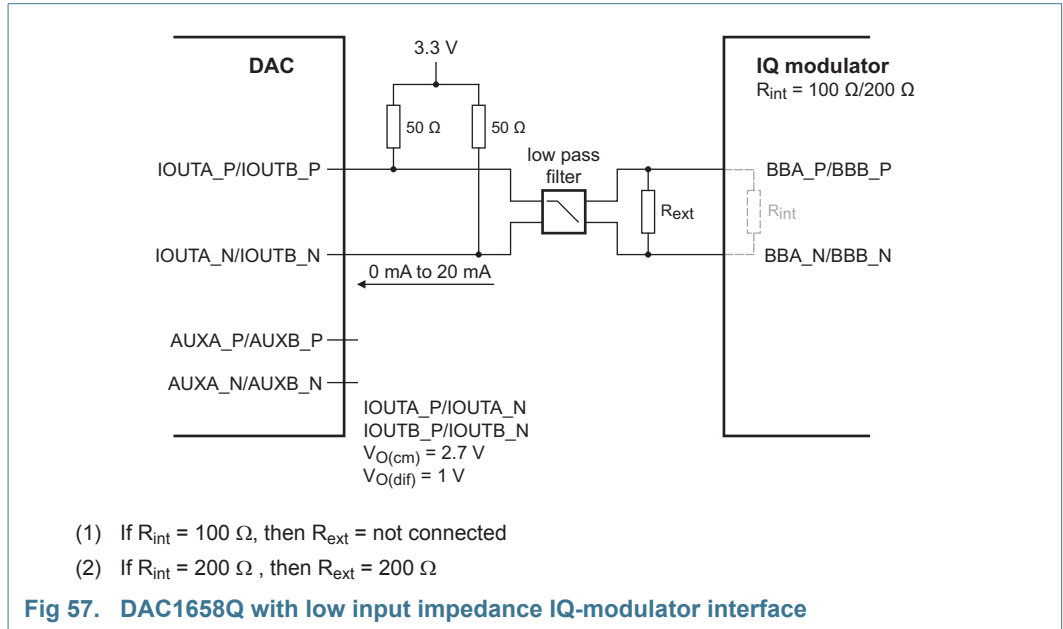 3.3 V
DAC
IQ modulator
R_int = 100 Ω/200 Ω
50 Ω
50 Ω
low pass
filter
IOUTA_P/IOUTB_P
BBA_P/BBB_P
R_ext
R_int
IOUTA_N/IOUTB_N
BBA_N/BBB_N
0 mA to 20 mA
AUXA_P/AUXB_P
AUXA_N/AUXB_N
IOUTA_P/IOUTA_N
IOUTB_P/IOUTB_N
V_O(cm) = 2.7 V
V_O(dif) = 1 V
(1) If R_int = 100 Ω, then R_ext = not connected
(2) If R_int = 200 Ω , then R_ext = 200 Ω
Fig 57. DAC1658Q with low input impedance IQ-modulator interface